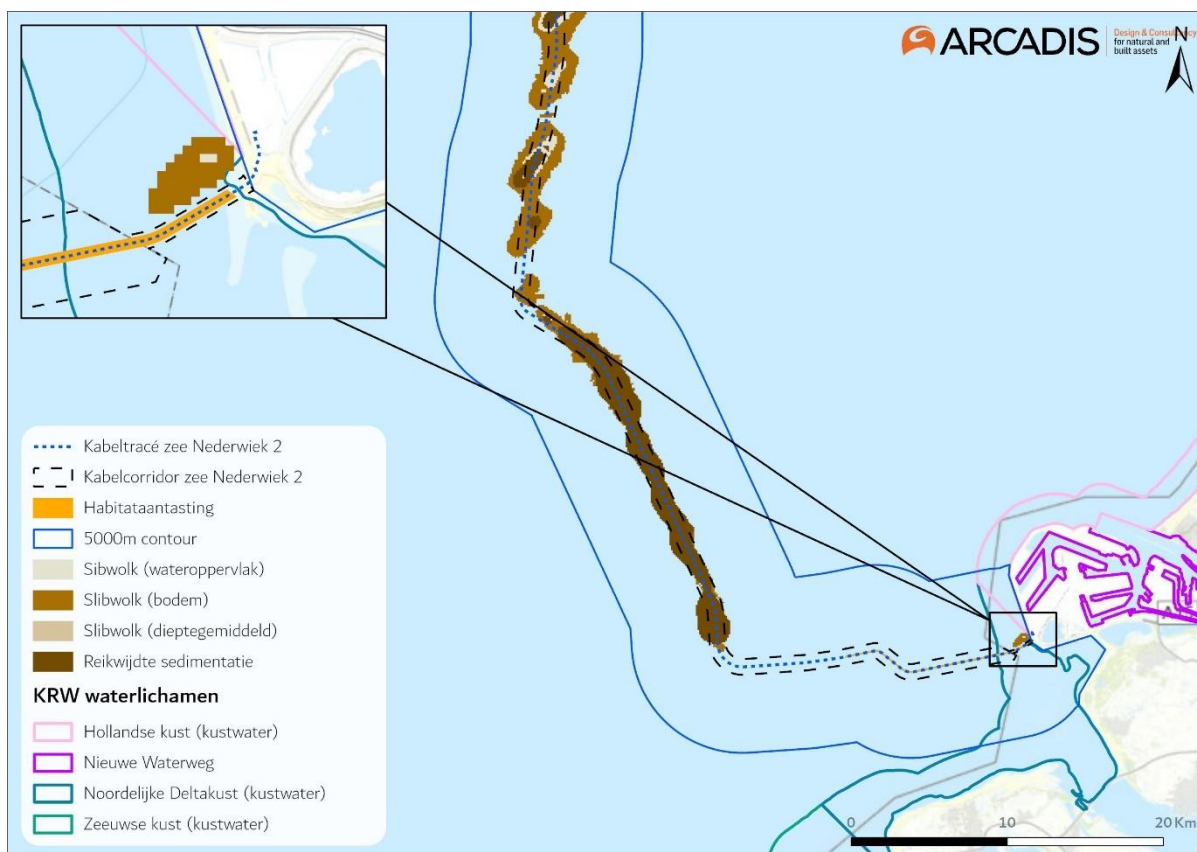 ARCADIS
Design & Consultancy
for natural and
built assets
N
Kabeltracé zee Nederwiek 2
Kabelcorridor zee Nederwiek 2
Habitataantasting
5000m contour
Sibwolk (wateroppervlak)
Slibwolk (bodem)
Slibwolk (dieptegemiddeld)
Reikwijdte sedimentatie
KRW waterlichamen
Hollandse kust (kustwater)
Nieuwe Waterweg
Noordelijke Deltakust (kustwater)
Zeeuwse kust (kustwater)
0 10 20 Km